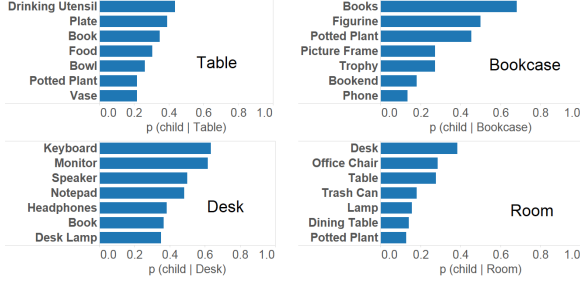 Drinking Utensil
Plate
Book
Food
Bowl
Potted Plant
Vase
Table
0.0 0.2 0.4 0.6 0.8 1.0
p (child | Table)
Books
Figurine
Potted Plant
Picture Frame
Trophy
Bookend
Phone
Bookcase
0.0 0.2 0.4 0.6 0.8 1.0
p (child | Bookcase)
Keyboard
Monitor
Speaker
Notepad
Headphones
Book
Desk Lamp
Desk
0.0 0.2 0.4 0.6 0.8 1.0
p (child | Desk)
Desk
Office Chair
Table
Trash Can
Lamp
Dining Table
Potted Plant
Room
0.0 0.2 0.4 0.6 0.8 1.0
p (child | Room)